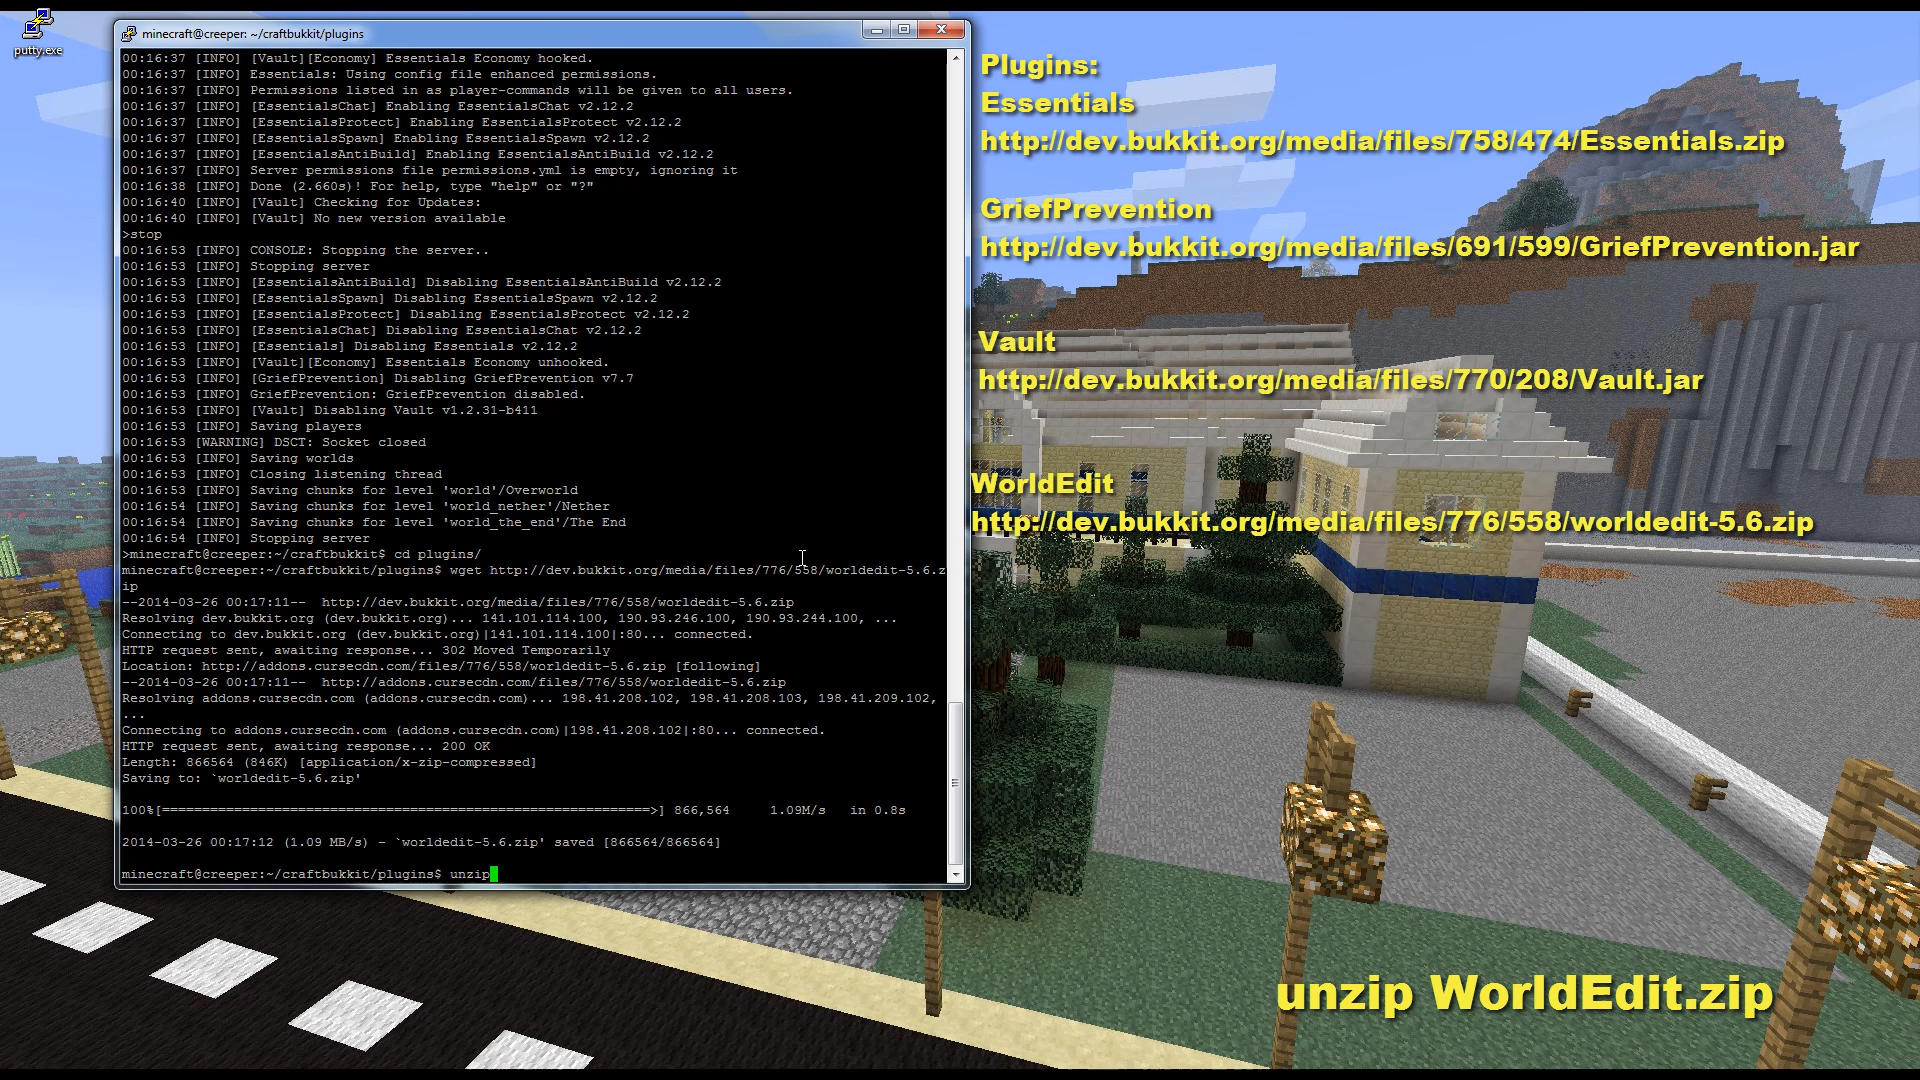 putty.exe
minecraft@creeper: ~/craftbukkit/plugins
00:16:37 [INFO] [Vault][Economy] Essentials Economy hooked.
00:16:37 [INFO] Essentials: Using config file enhanced permissions.
00:16:37 [INFO] Permissions listed in as player-commands will be given to all users.
00:16:37 [INFO] [EssentialsChat] Enabling EssentialsChat v2.12.2
00:16:37 [INFO] [EssentialsProtect] Enabling EssentialsProtect v2.12.2
00:16:37 [INFO] [EssentialsSpawn] Enabling EssentialsSpawn v2.12.2
00:16:37 [INFO] [EssentialsAntiBuild] Enabling EssentialsAntiBuild v2.12.2
00:16:37 [INFO] Server permissions file permissions.yml is empty, ignoring it
00:16:38 [INFO] Done (2.660s)! For help, type "help" or "?"
00:16:40 [INFO] [Vault] Checking for Updates:
00:16:40 [INFO] [Vault] No new version available
>stop
00:16:53 [INFO] CONSOLE: Stopping the server..
00:16:53 [INFO] Stopping server
00:16:53 [INFO] [EssentialsAntiBuild] Disabling EssentialsAntiBuild v2.12.2
00:16:53 [INFO] [EssentialsSpawn] Disabling EssentialsSpawn v2.12.2
00:16:53 [INFO] [EssentialsProtect] Disabling EssentialsProtect v2.12.2
00:16:53 [INFO] [EssentialsChat] Disabling EssentialsChat v2.12.2
00:16:53 [INFO] [Essentials] Disabling Essentials v2.12.2
00:16:53 [INFO] [Vault][Economy] Essentials Economy unhooked.
00:16:53 [INFO] [GriefPrevention] Disabling GriefPrevention v7.7
00:16:53 [INFO] GriefPrevention: GriefPrevention disabled.
00:16:53 [INFO] [Vault] Disabling Vault v1.2.31-b411
00:16:53 [INFO] Saving players
00:16:53 [WARNING] DSCT: Socket closed
00:16:53 [INFO] Saving worlds
00:16:53 [INFO] Closing listening thread
00:16:53 [INFO] Saving chunks for level 'world'/Overworld
00:16:54 [INFO] Saving chunks for level 'world_nether'/Nether
00:16:54 [INFO] Saving chunks for level 'world_the_end'/The End
00:16:54 [INFO] Stopping server
>minecraft@creeper:~/craftbukkit$ cd plugins/
minecraft@creeper:~/craftbukkit/plugins$ wget http://dev.bukkit.org/media/files/776/558/worldedit-5.6.z
ip
--2014-03-26 00:17:11--  http://dev.bukkit.org/media/files/776/558/worldedit-5.6.zip
Resolving dev.bukkit.org (dev.bukkit.org)... 141.101.114.100, 190.93.246.100, 190.93.244.100, ...
Connecting to dev.bukkit.org (dev.bukkit.org)|141.101.114.100|:80... connected.
HTTP request sent, awaiting response... 302 Moved Temporarily
Location: http://addons.cursecdn.com/files/776/558/worldedit-5.6.zip [following]
--2014-03-26 00:17:11--  http://addons.cursecdn.com/files/776/558/worldedit-5.6.zip
Resolving addons.cursecdn.com (addons.cursecdn.com)... 198.41.208.102, 198.41.208.103, 198.41.209.102,
...
Connecting to addons.cursecdn.com (addons.cursecdn.com)|198.41.208.102|:80... connected.
HTTP request sent, awaiting response... 200 OK
Length: 866564 (846K) [application/x-zip-compressed]
Saving to: `worldedit-5.6.zip'
100%[=============================================================>] 866,564     1.09M/s   in 0.8s
2014-03-26 00:17:12 (1.09 MB/s) - `worldedit-5.6.zip' saved [866564/866564]
minecraft@creeper:~/craftbukkit/plugins$ unzip
Plugins:
Essentials
http://dev.bukkit.org/media/files/758/474/Essentials.zip
GriefPrevention
http://dev.bukkit.org/media/files/691/599/GriefPrevention.jar
Vault
http://dev.bukkit.org/media/files/770/208/Vault.jar
WorldEdit
http://dev.bukkit.org/media/files/776/558/worldedit-5.6.zip
unzip WorldEdit.zip